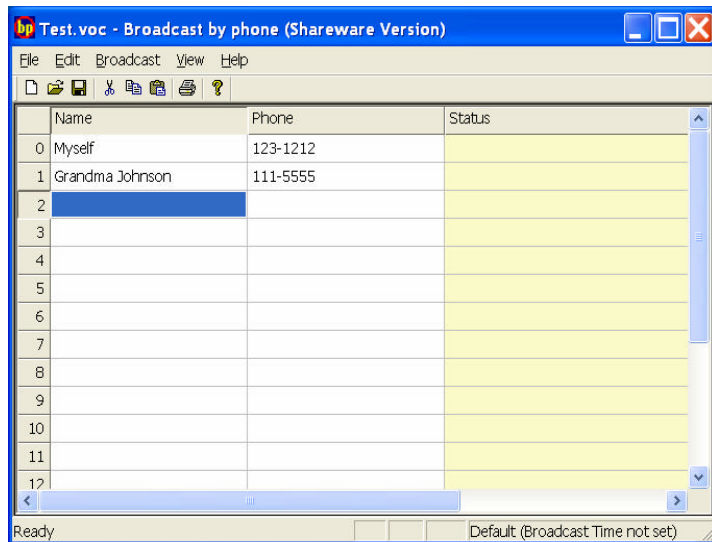 bp Test.voc - Broadcast by phone (Shareware Version)
File Edit Broadcast View Help
Name Phone Status
0 Myself 123-1212
1 Grandma Johnson 111-5555
2
3
4
5
6
7
8
9
10
11
12
Ready Default (Broadcast Time not set)